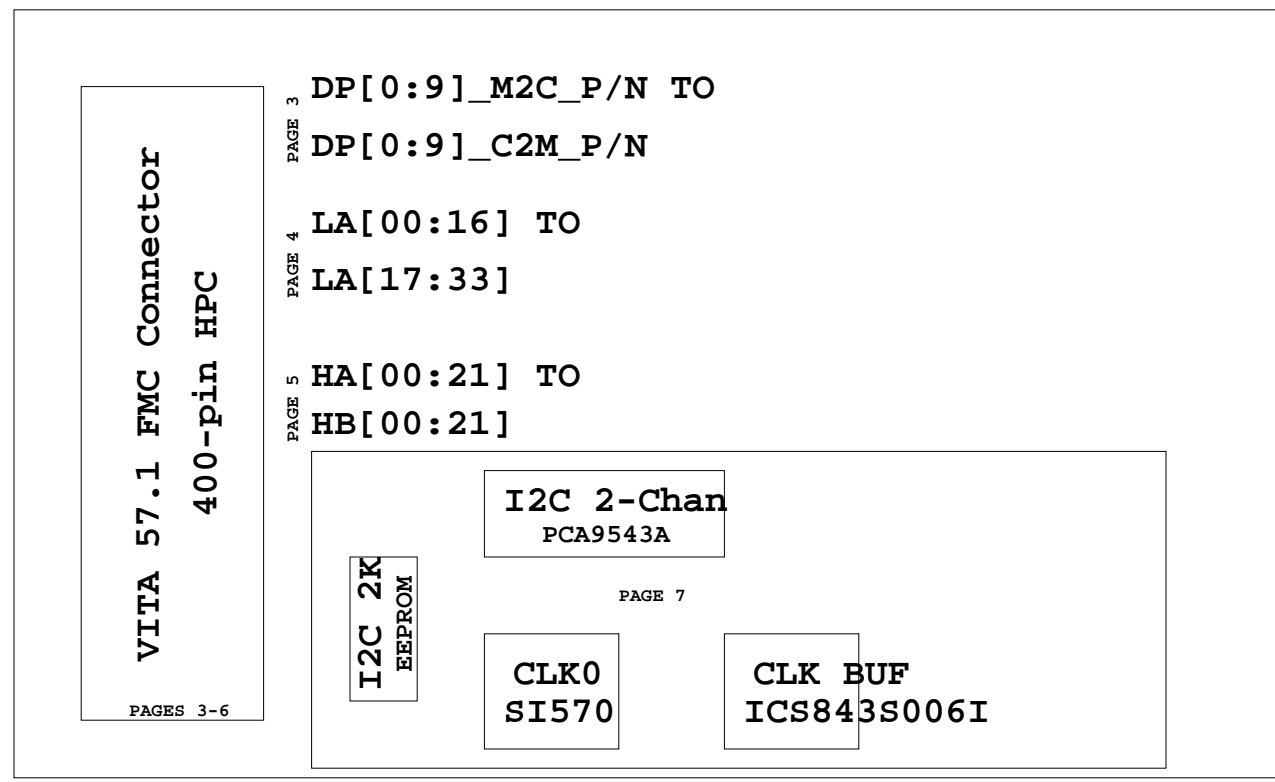 VITA 57.1 FMC Connector
400-pin HPC
PAGES 3-6
PAGE 3
DP[0:9]_M2C_P/N TO
DP[0:9]_C2M_P/N
PAGE 4
LA[00:16] TO
LA[17:33]
PAGE 5
HA[00:21] TO
HB[00:21]
I2C 2-Chan
PCA9543A
I2C 2K
EEPROM
PAGE 7
CLK0
SI570
CLK BUF
ICS843S006I